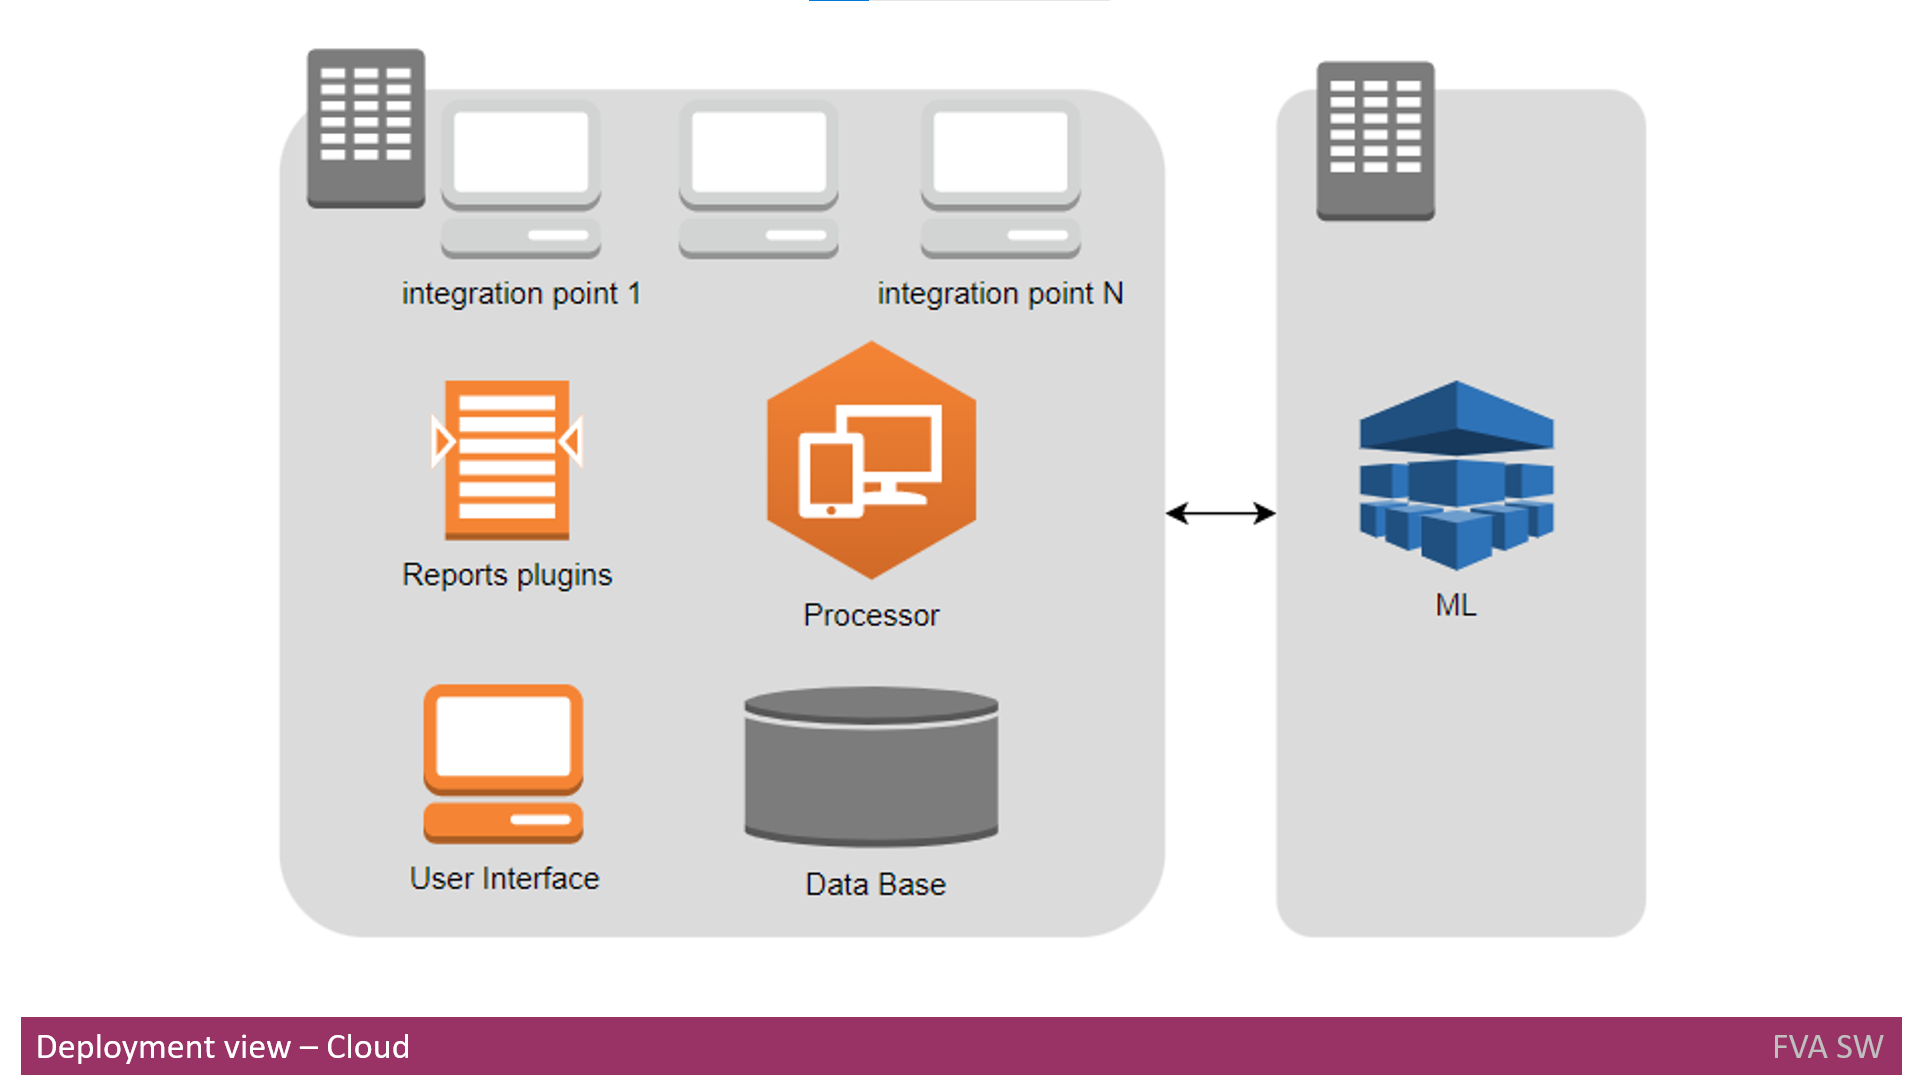 integration point 1
integration point N
Reports plugins
Processor
ML
User Interface
Data Base
Deployment view – Cloud
FVA SW